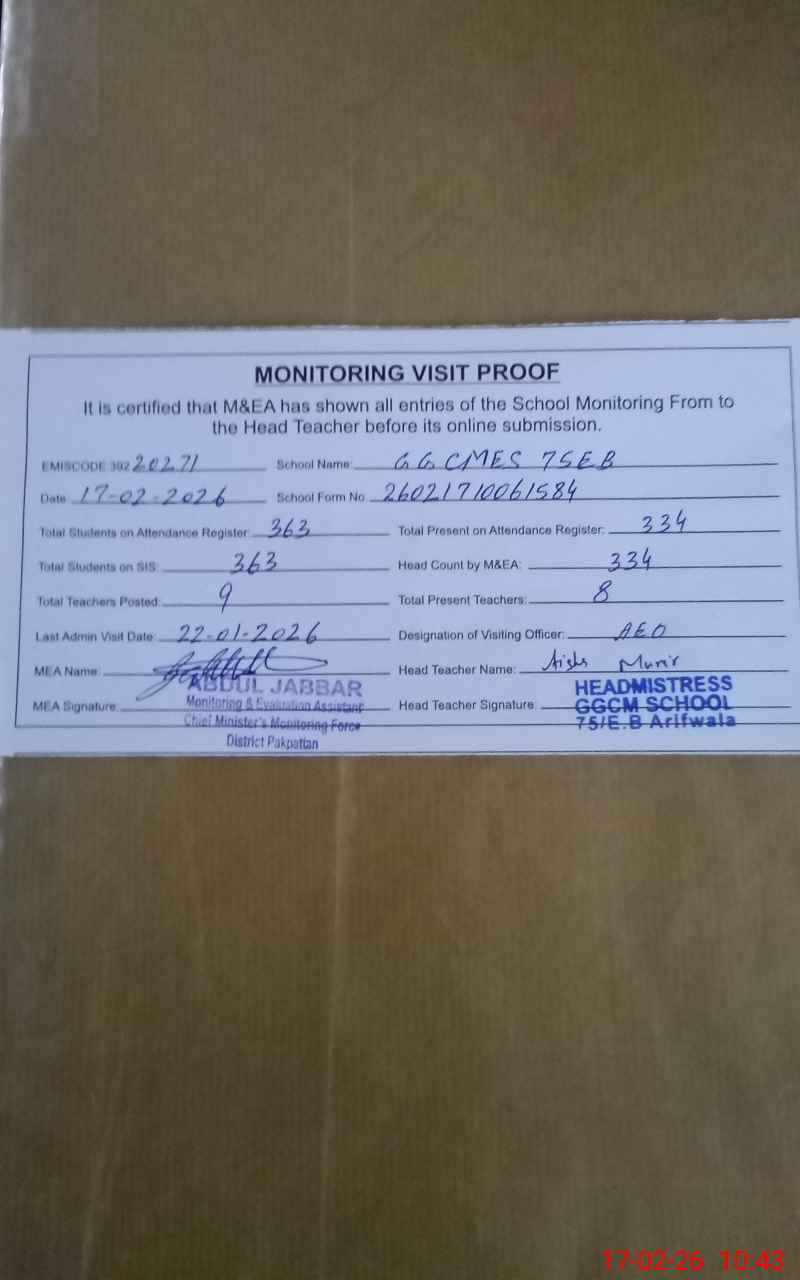 MONITORING VISIT PROOF
It is certified that M&EA has shown all entries of the School Monitoring From to
the Head Teacher before its online submission.
EMISCODE 392 20271 School Name: GGCMES 75EB
Date 17-02-2026 School Form No. 26021710061584
Total Students on Attendance Register: 363 Total Present on Attendance Register: 334
Total Students on SIS: 363 Head Count by M&EA: 334
Total Teachers Posted: 9 Total Present Teachers: 8
Last Admin Visit Date: 22-01-2026 Designation of Visiting Officer: AEO
MEA Name: Head Teacher Name: Aisha Munir
MEA Signature: Head Teacher Signature:
ABDUL JABBAR
Monitoring & Evaluation Assistant
Chief Minister's Monitoring Force
District Pakpattan
HEADMISTRESS
GGCM SCHOOL
75/E.B Arifwala
17-02-26 10:43